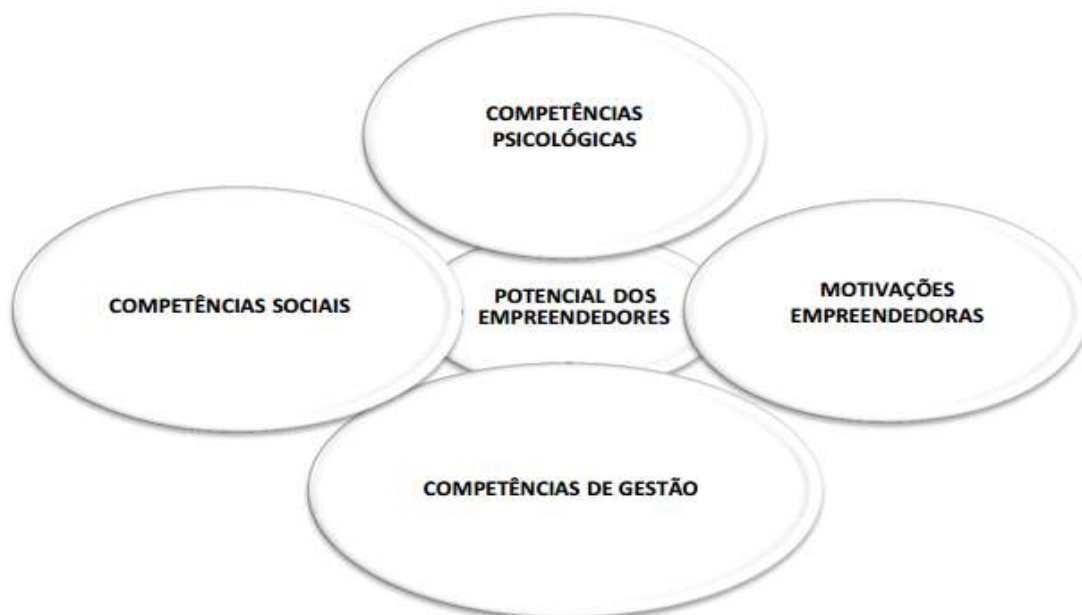 COMPETÊNCIAS
PSICOLÓGICAS
COMPETÊNCIAS SOCIAIS
POTENCIAL DOS
EMPREENDEDORES
MOTIVAÇÕES
EMPREENDEDORAS
COMPETÊNCIAS DE GESTÃO